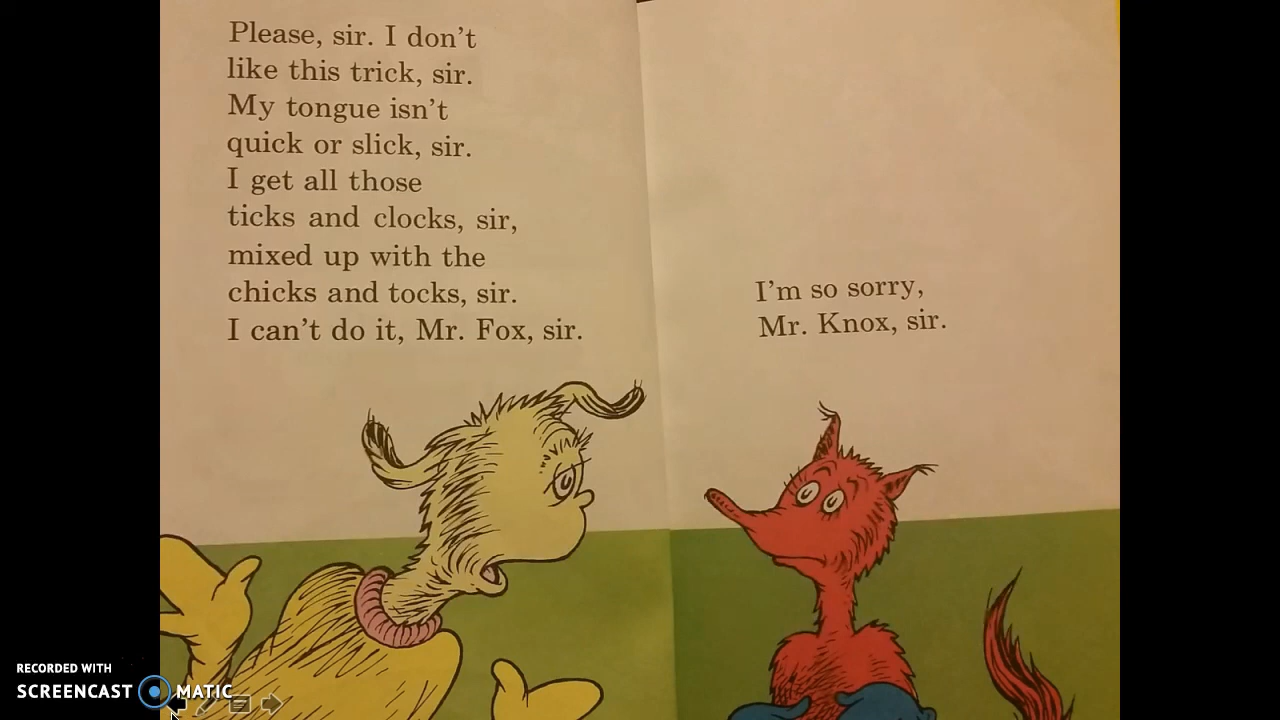 Please, sir. I don't
like this trick, sir.
My tongue isn't
quick or slick, sir.
I get all those
ticks and clocks, sir,
mixed up with the
chicks and tocks, sir.
I can't do it, Mr. Fox, sir.
I'm so sorry,
Mr. Knox, sir.
RECORDED WITH
SCREENCAST MATIC